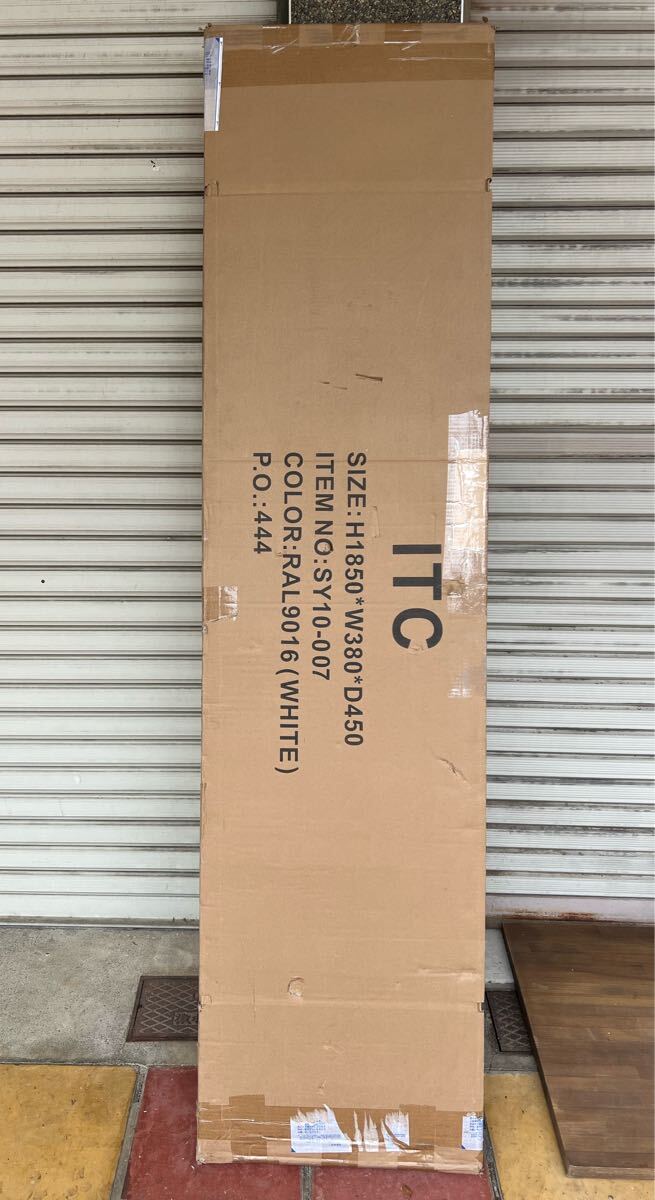 ITC
SIZE:H1850*W380*D450
ITEM NO:SY10-007
COLOR:RAL9016(WHITE)
P.O.:444